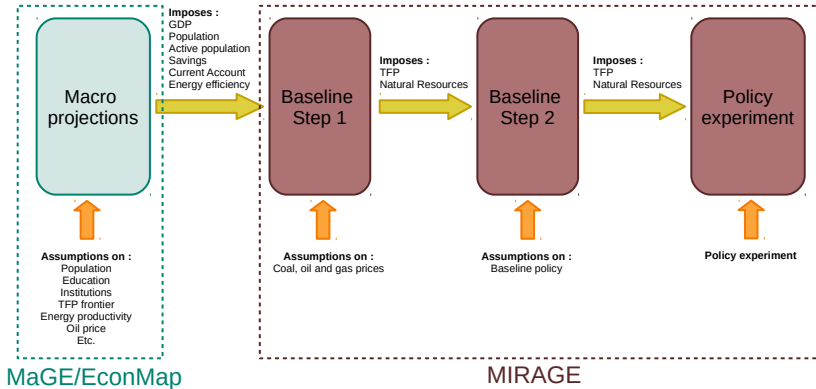 Imposes :
GDP
Population
Active population
Savings
Current Account
Energy efficiency
Macro
projections
Baseline
Step 1
Imposes :
TFP
Natural Resources
Baseline
Step 2
Imposes :
TFP
Natural Resources
Policy
experiment
Assumptions on :
Population
Education
Institutions
TFP frontier
Energy productivity
Oil price
Etc.
Assumptions on :
Coal, oil and gas prices
Assumptions on :
Baseline policy
Policy experiment
MaGE/EconMap
MIRAGE